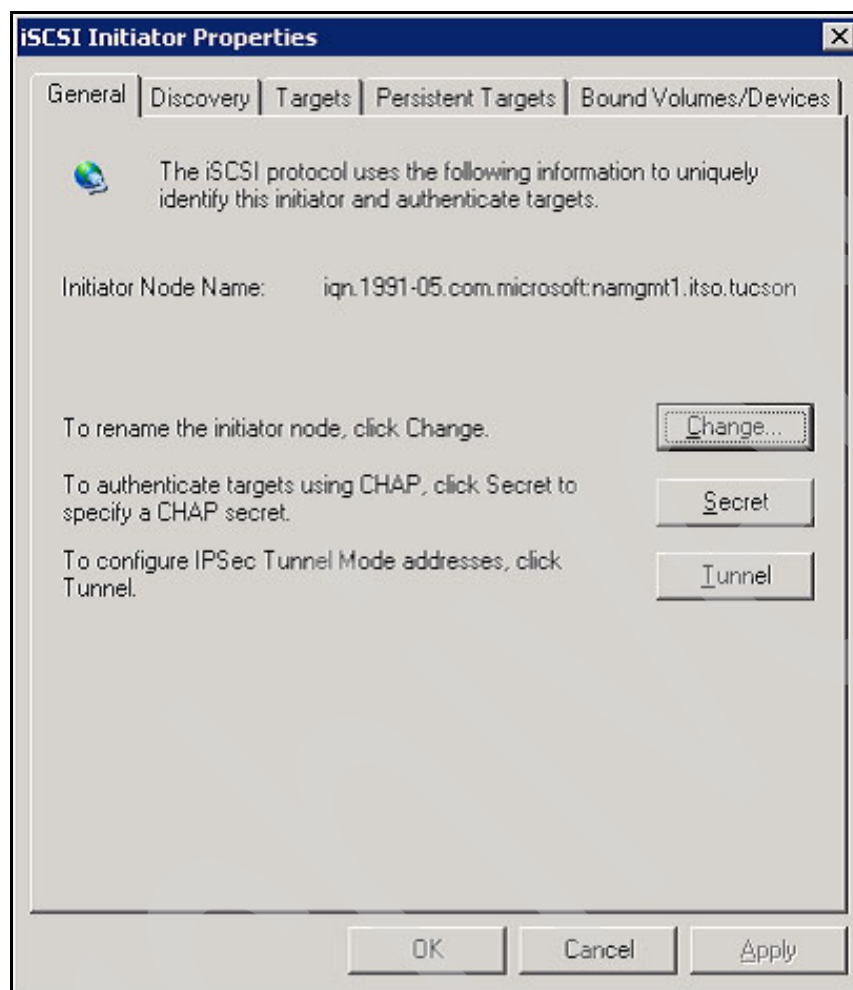 iSCSI Initiator Properties
General Discovery Targets Persistent Targets Bound Volumes/Devices
The iSCSI protocol uses the following information to uniquely
identify this initiator and authenticate targets.
Initiator Node Name: iqn.1991-05.com.microsoft:namgmt1.itso.tucson
To rename the initiator node, click Change.
Change...
To authenticate targets using CHAP, click Secret to
specify a CHAP secret.
Secret
To configure IPSec Tunnel Mode addresses, click
Tunnel.
Tunnel
OK Cancel Apply